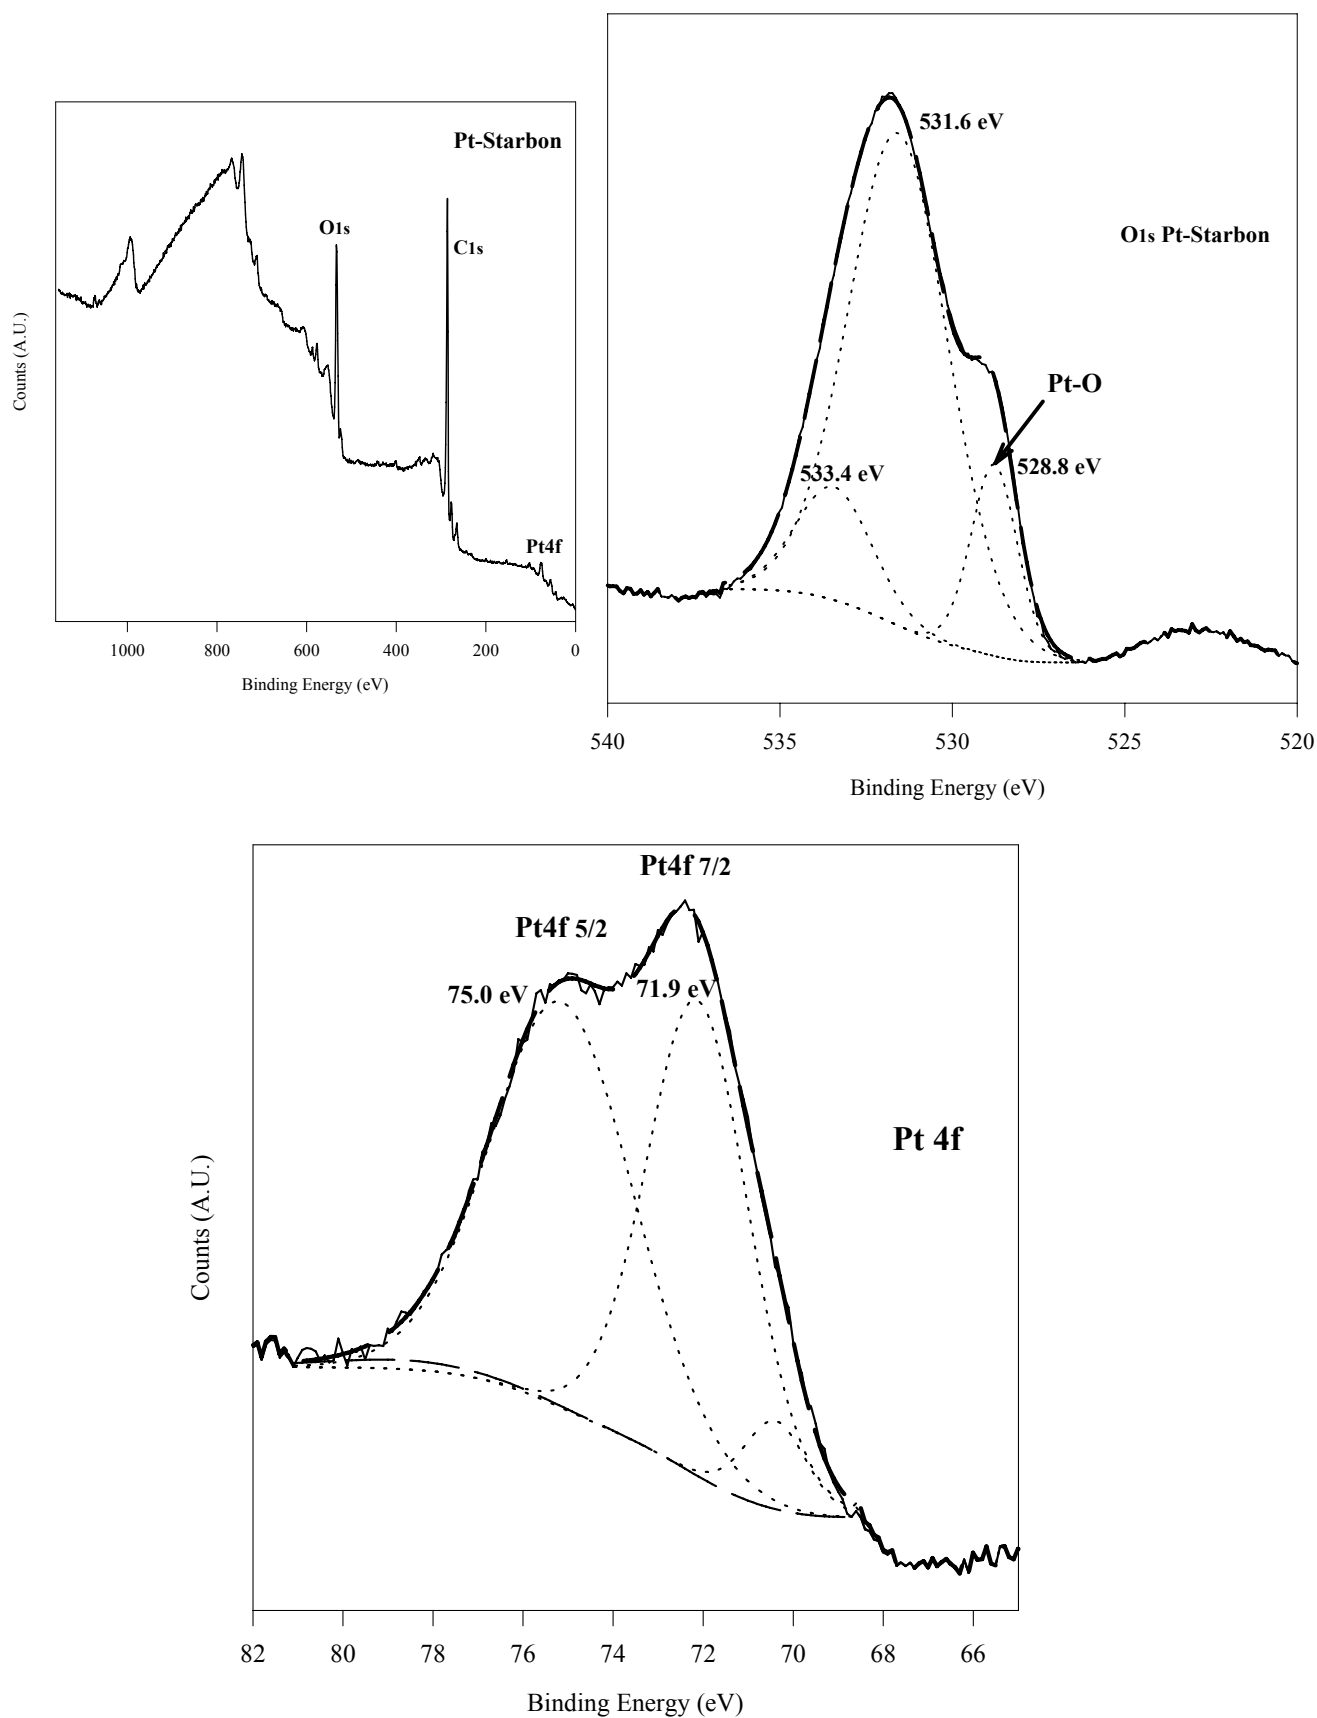 Pt-Starbon
O1s
C1s
Pt4f
Counts (A.U.)
1000 800 600 400 200 0
Binding Energy (eV)
531.6 eV
O1s Pt-Starbon
Pt-O
533.4 eV
528.8 eV
540 535 530 525 520
Binding Energy (eV)
Pt4f 7/2
Pt4f 5/2
75.0 eV
71.9 eV
Pt 4f
Counts (A.U.)
82 80 78 76 74 72 70 68 66
Binding Energy (eV)